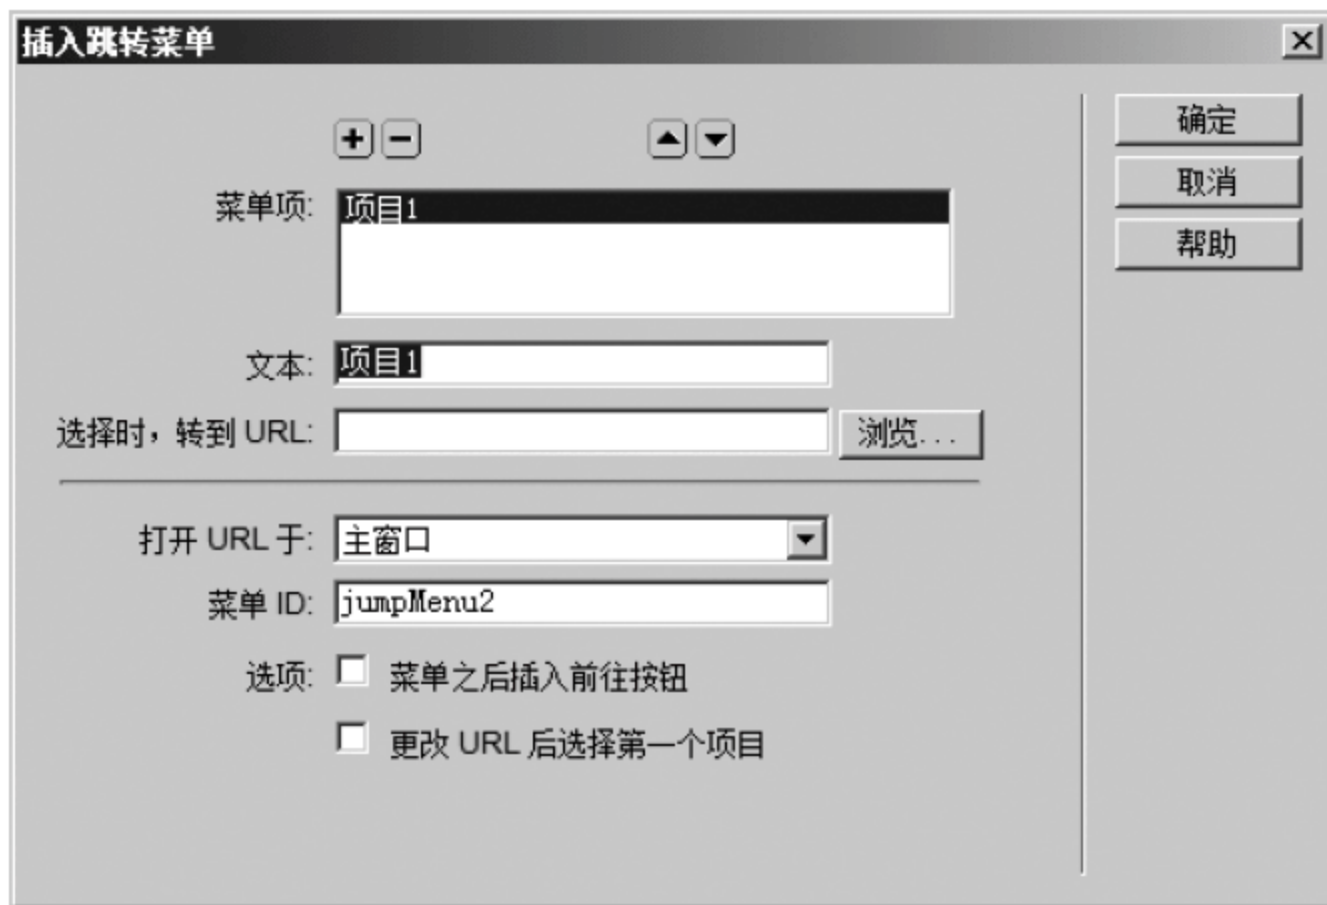 插入跳转菜单
确定
取消
帮助
菜单项: 项目1
文本: 项目1
选择时，转到 URL: 浏览...
打开 URL 于: 主窗口
菜单 ID: jumpMenu2
选项: 菜单之后插入前往按钮
更改 URL 后选择第一个项目